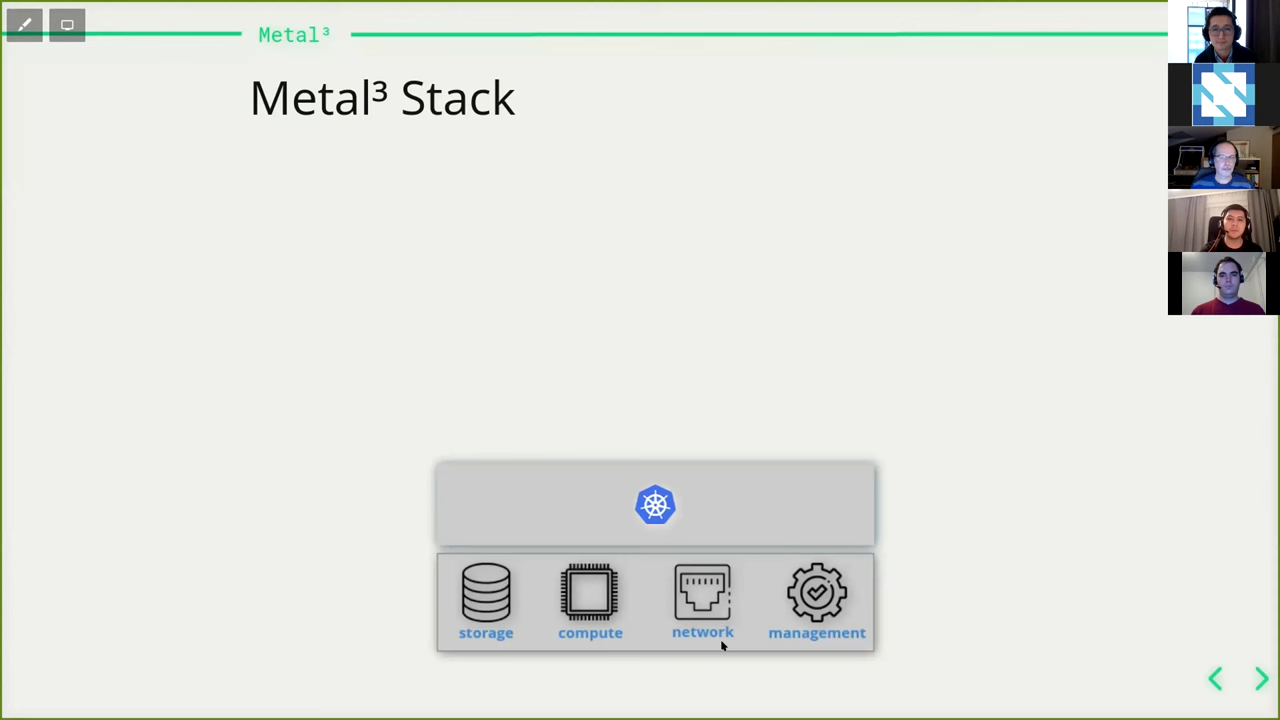 Metal³
Metal³ Stack
storage
compute
network
management